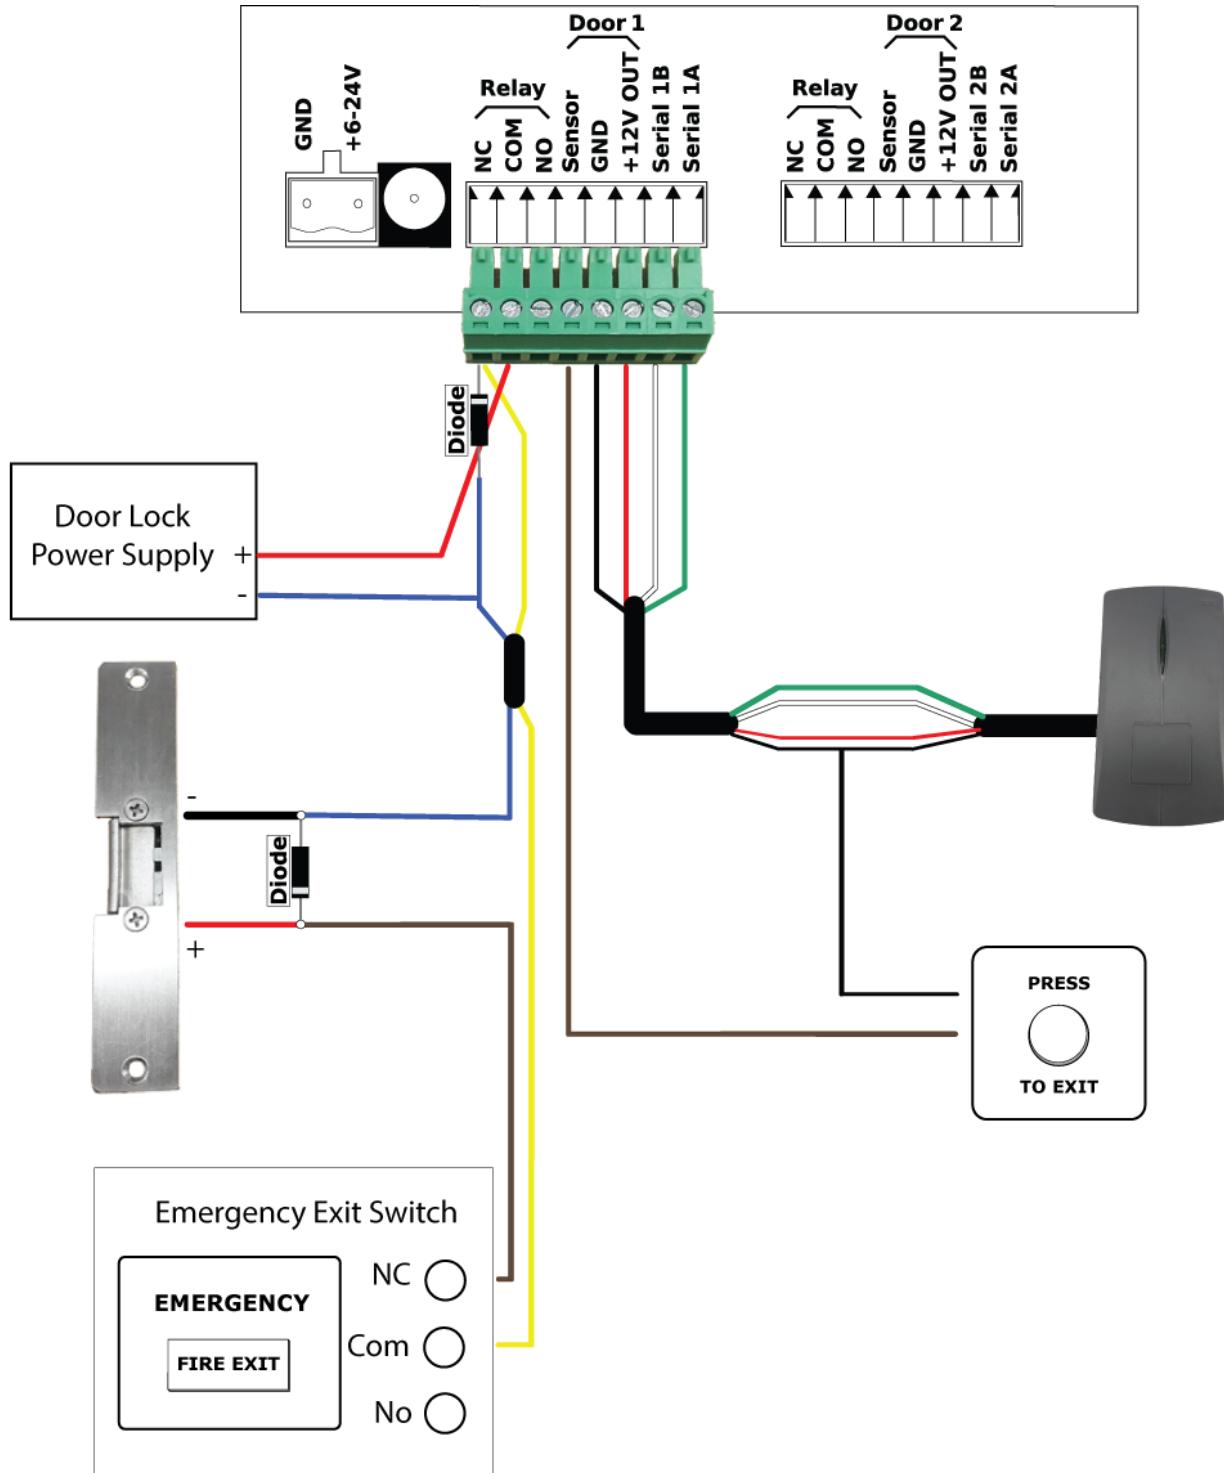 Door 1
Door 2
GND
+6-24V
Relay
NC
COM
NO
Sensor
GND
+12V OUT
Serial 1B
Serial 1A
Relay
NC
COM
NO
Sensor
GND
+12V OUT
Serial 2B
Serial 2A
Diode
Door Lock
Power Supply +
-
-
Diode
+
PRESS
TO EXIT
Emergency Exit Switch
NC
EMERGENCY
Com
FIRE EXIT
No